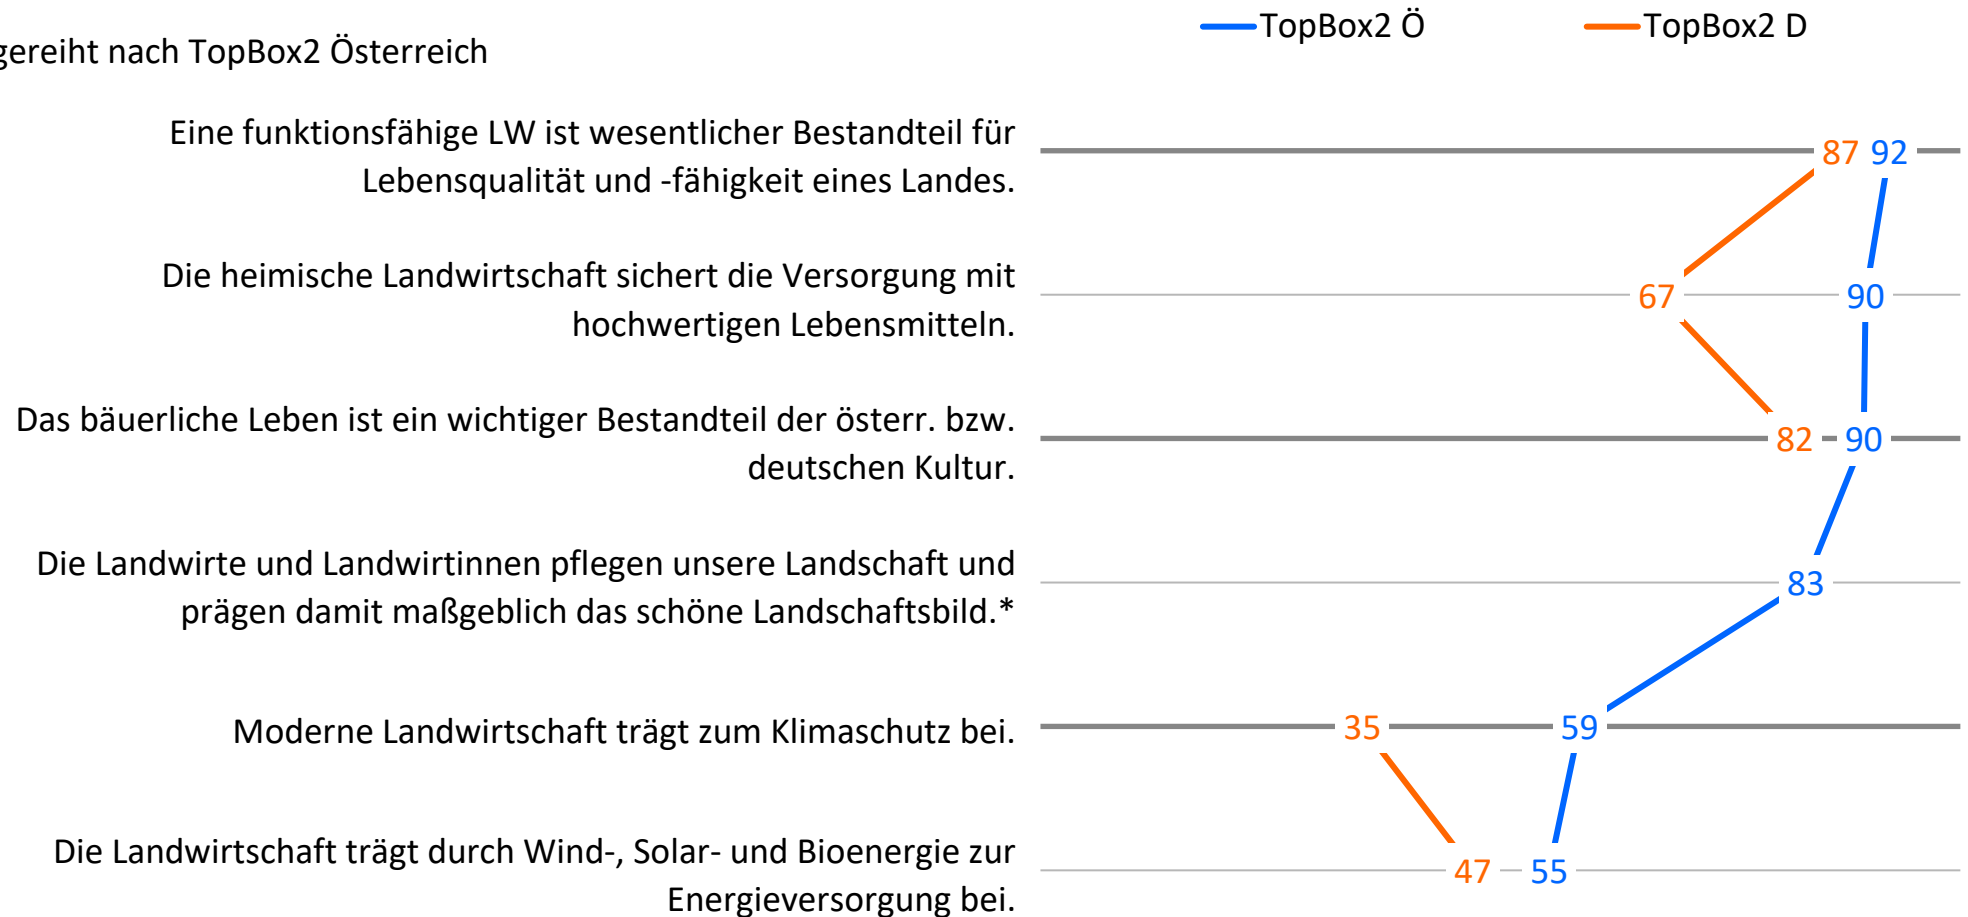 TopBox2 Ö TopBox2 D
gereiht nach TopBox2 Österreich
Eine funktionsfähige LW ist wesentlicher Bestandteil für
Lebensqualität und -fähigkeit eines Landes.
87 92
Die heimische Landwirtschaft sichert die Versorgung mit
hochwertigen Lebensmitteln.
67 90
Das bäuerliche Leben ist ein wichtiger Bestandteil der österr. bzw.
deutschen Kultur.
82 90
Die Landwirte und Landwirtinnen pflegen unsere Landschaft und
prägen damit maßgeblich das schöne Landschaftsbild.*
83
Moderne Landwirtschaft trägt zum Klimaschutz bei.
35 59
Die Landwirtschaft trägt durch Wind-, Solar- und Bioenergie zur
Energieversorgung bei.
47 55